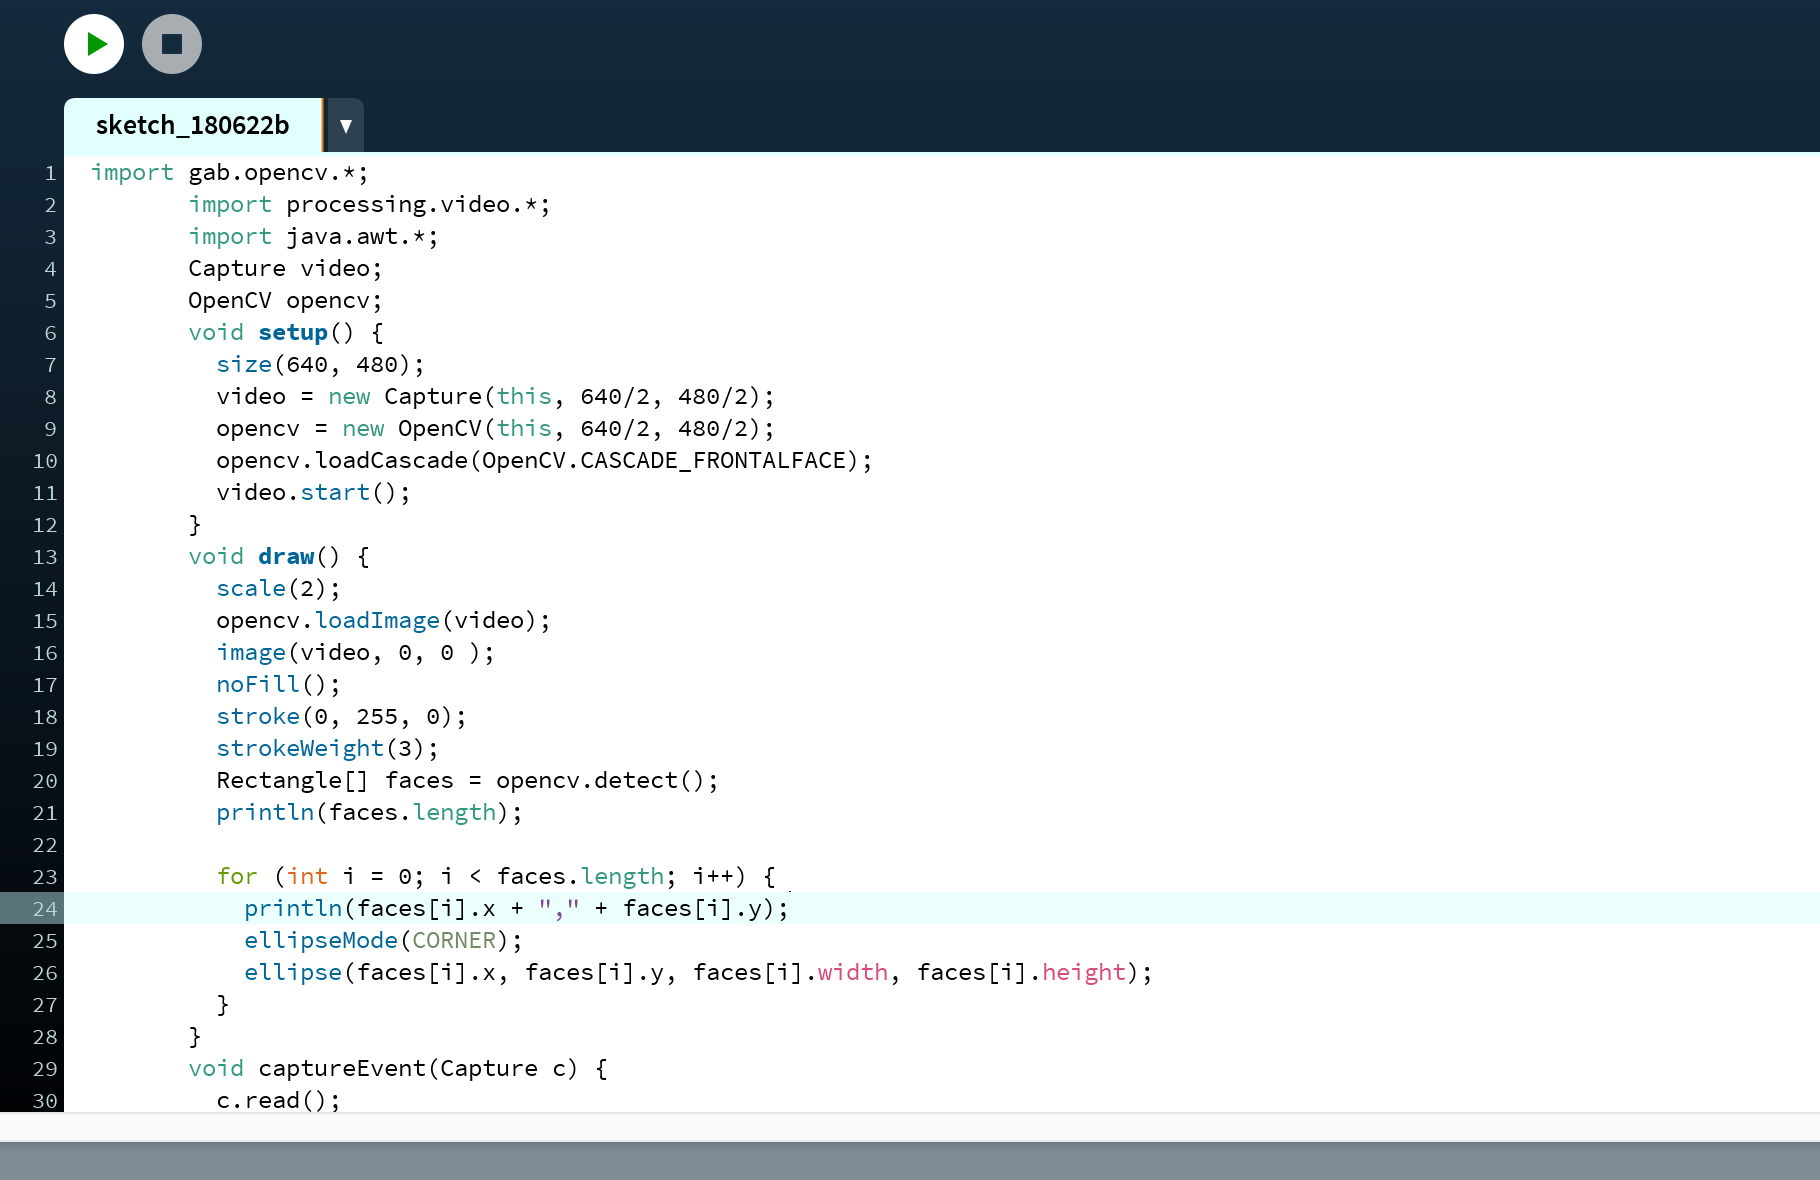 sketch_180622b ▼
1 import gab.opencv.*;
2 import processing.video.*;
3 import java.awt.*;
4 Capture video;
5 OpenCV opencv;
6 void setup() {
7 size(640, 480);
8 video = new Capture(this, 640/2, 480/2);
9 opencv = new OpenCV(this, 640/2, 480/2);
10 opencv.loadCascade(OpenCV.CASCADE_FRONTALFACE);
11 video.start();
12 }
13 void draw() {
14 scale(2);
15 opencv.loadImage(video);
16 image(video, 0, 0 );
17 noFill();
18 stroke(0, 255, 0);
19 strokeWeight(3);
20 Rectangle[] faces = opencv.detect();
21 println(faces.length);
22
23 for (int i = 0; i < faces.length; i++) {
24 println(faces[i].x + "," + faces[i].y);
25 ellipseMode(CORNER);
26 ellipse(faces[i].x, faces[i].y, faces[i].width, faces[i].height);
27 }
28 }
29 void captureEvent(Capture c) {
30 c.read();